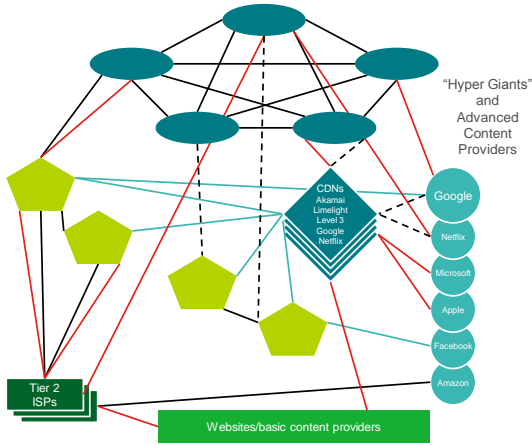 “Hyper Giants”
and
Advanced
Content
Providers
CDNs
Akamai
Limelight
Level 3
Google
Netflix
Google
Netflix
Microsoft
Apple
Facebook
Amazon
Tier 2
ISPs
Websites/basic content providers